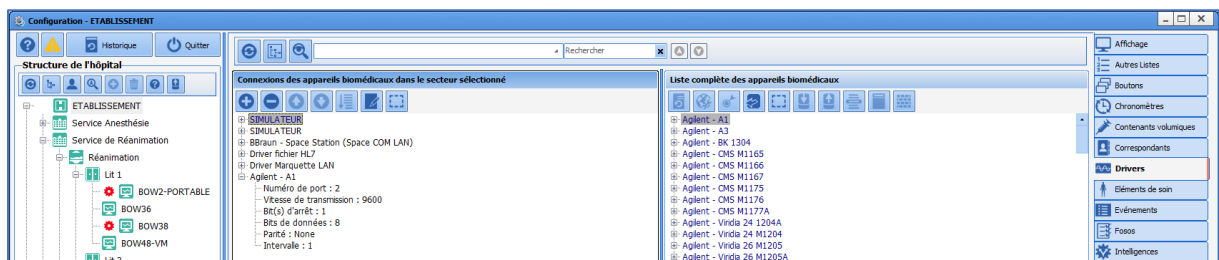 Configuration - ETABLISSEMENT
Historique
Quitter
Structure de l'hôpital
ETABLISSEMENT
Service Anesthésie
Service de Réanimation
Réanimation
Lit 1
BOW2-PORTABLE
BOW36
BOW38
BOW48-VM
Lit 2
Rechercher
Connexions des appareils biomédicaux dans le secteur sélectionné
SIMULATEUR
SIMULATEUR
BBraun - Space Station (Space COM LAN)
Driver fichier HL7
Driver Marquette LAN
Agilent - A1
Numéro de port : 2
Vitesse de transmission : 9600
Bit(s) d'arrêt : 1
Bits de données : 8
Parité : None
Intervalle : 1
Liste complète des appareils biomédicaux
Agilent - A1
Agilent - A3
Agilent - BK 1304
Agilent - CMS M1165
Agilent - CMS M1166
Agilent - CMS M1167
Agilent - CMS M1175
Agilent - CMS M1176
Agilent - CMS M1177A
Agilent - Viridia 24 1204A
Agilent - Viridia 24 M1204
Agilent - Viridia 26 M1205
Agilent - Viridia 26 M1205A
Affichage
Autres Listes
Boutons
Chronomètres
Contenants volumiques
Correspondants
Drivers
Eléments de soin
Evénements
Fosos
Intelligences